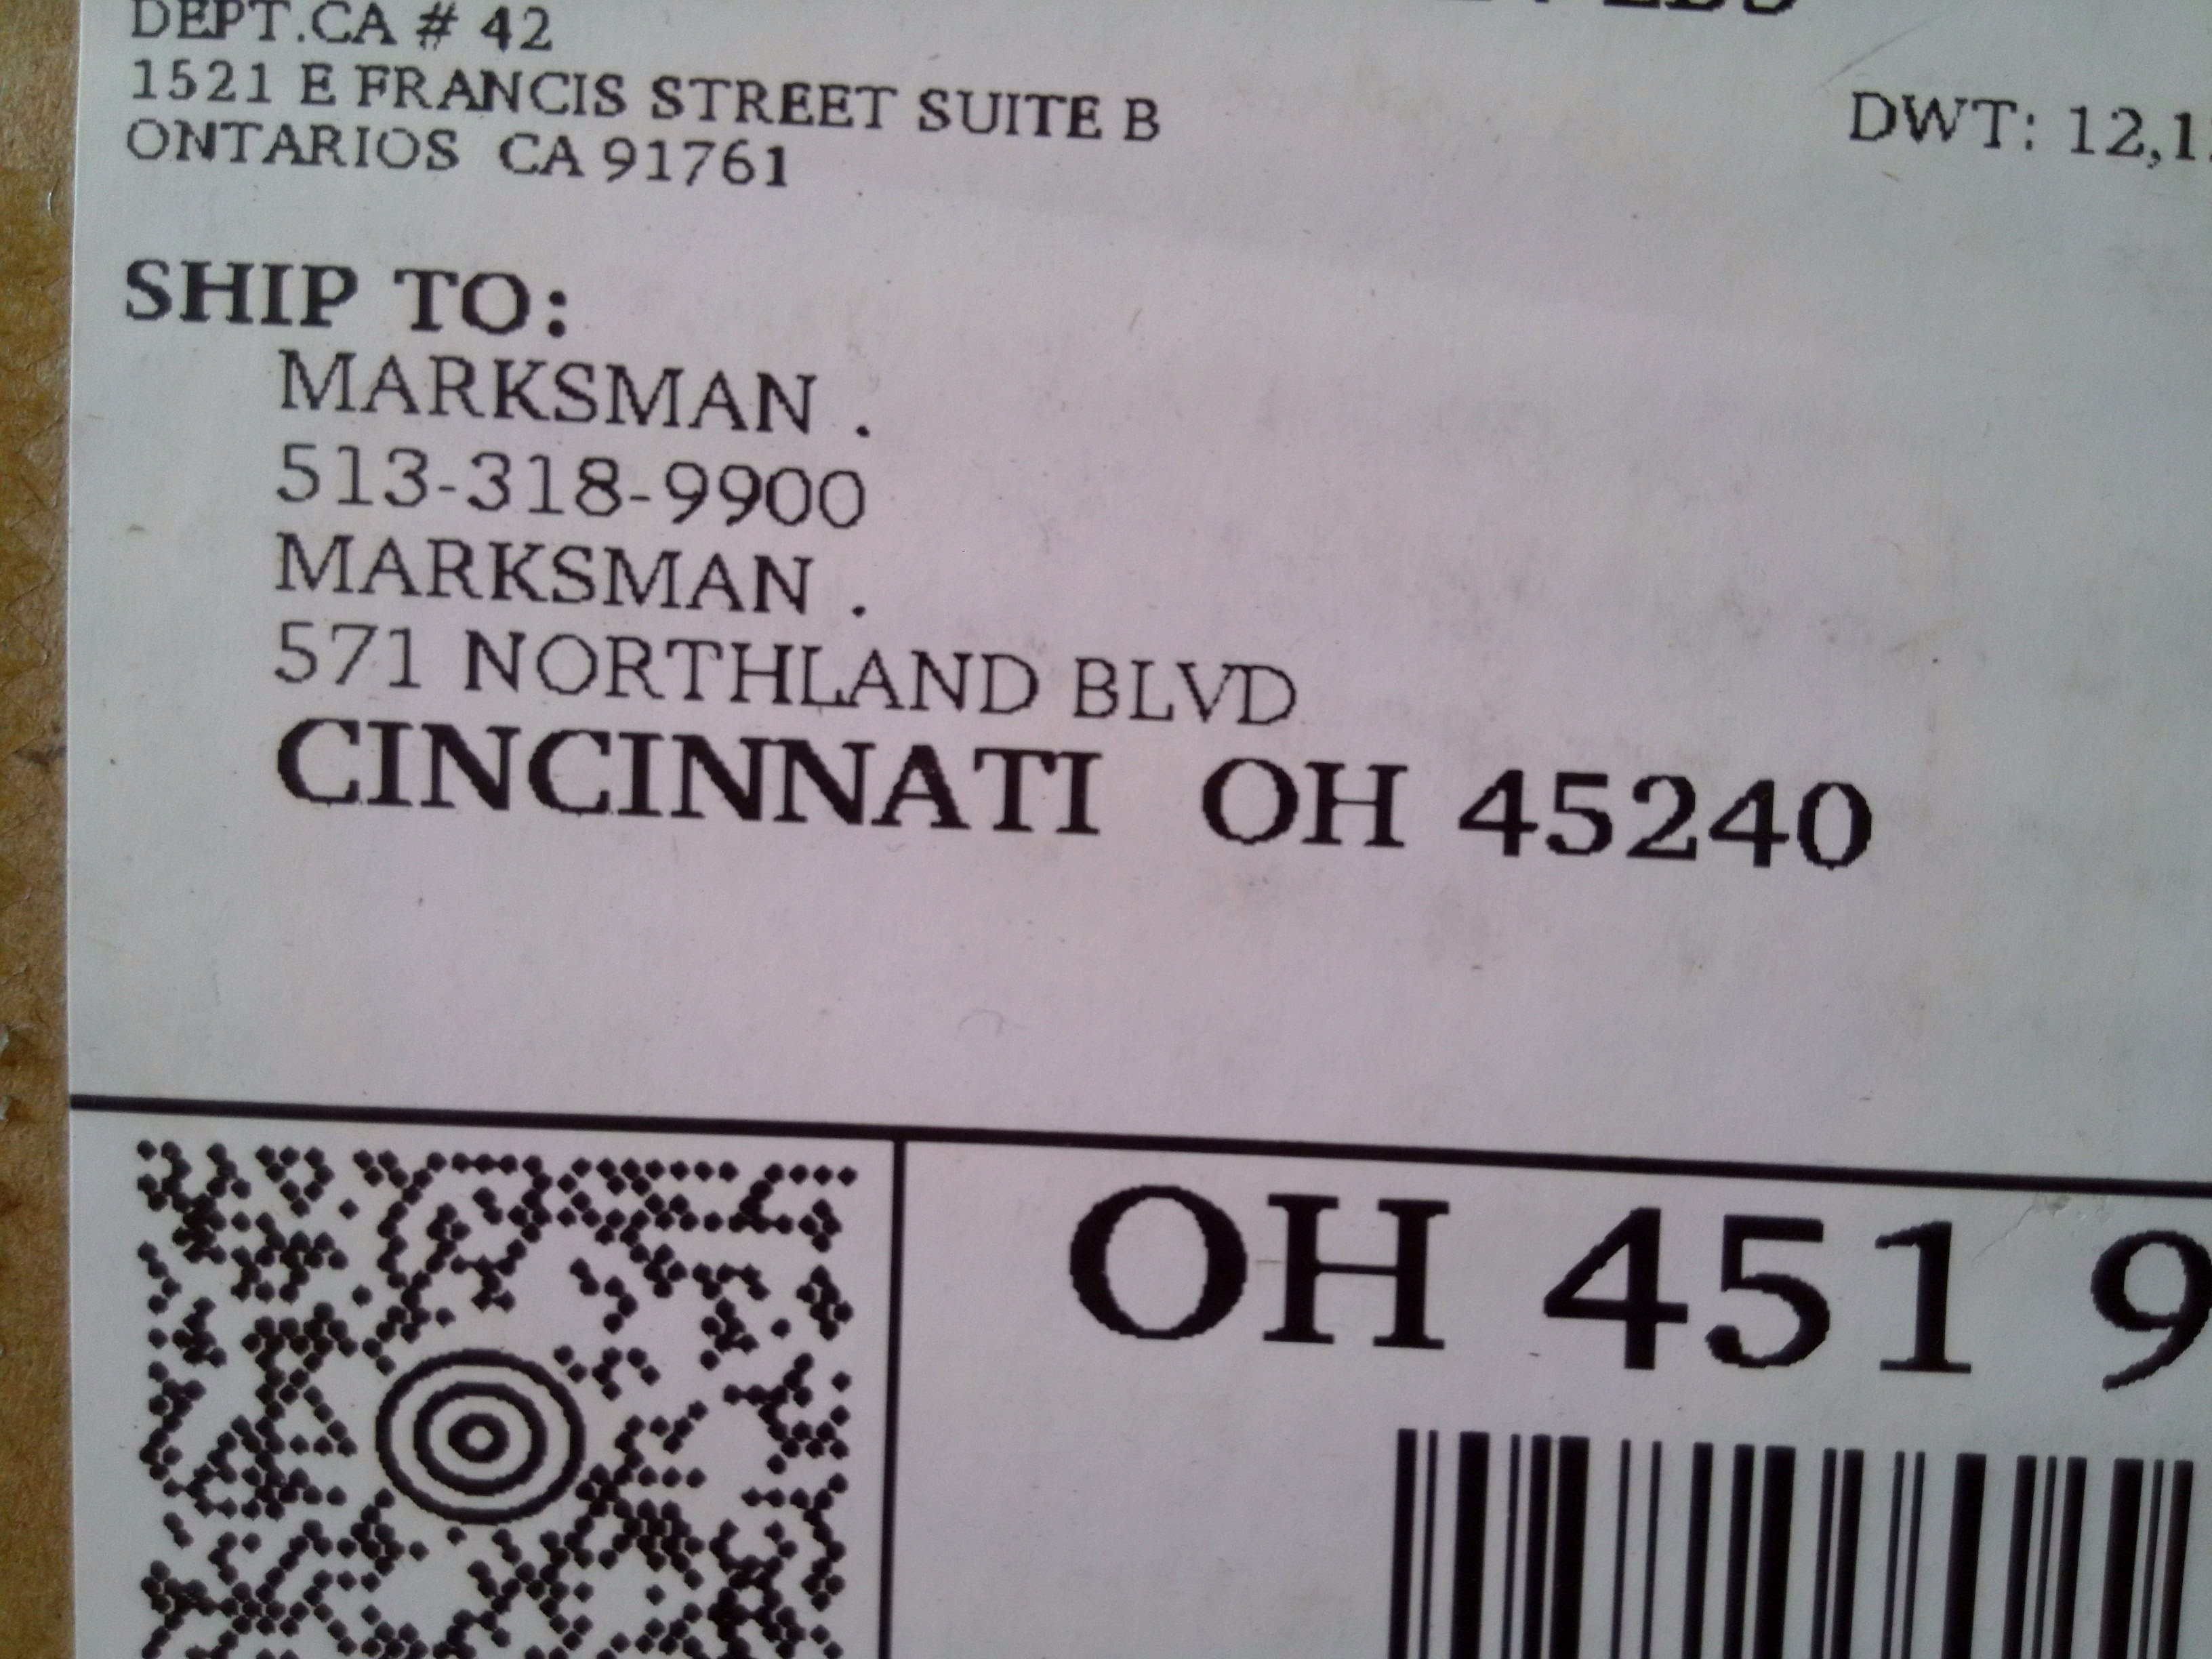 DEPT.CA # 42
1521 E FRANCIS STREET SUITE B
ONTARIOS CA 91761
DWT: 12,1
SHIP TO:
MARKSMAN .
513-318-9900
MARKSMAN .
571 NORTHLAND BLVD
CINCINNATI OH 45240
OH 451 9